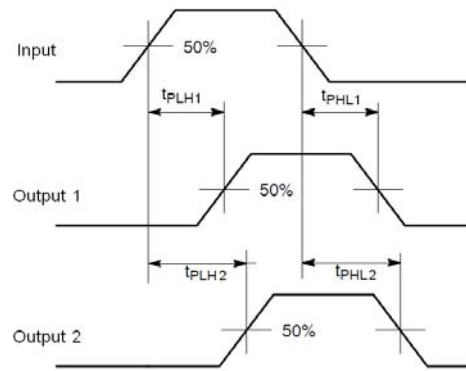 Input
50%
tPLH1
tPHL1
Output 1
50%
tPLH2
tPHL2
Output 2
50%